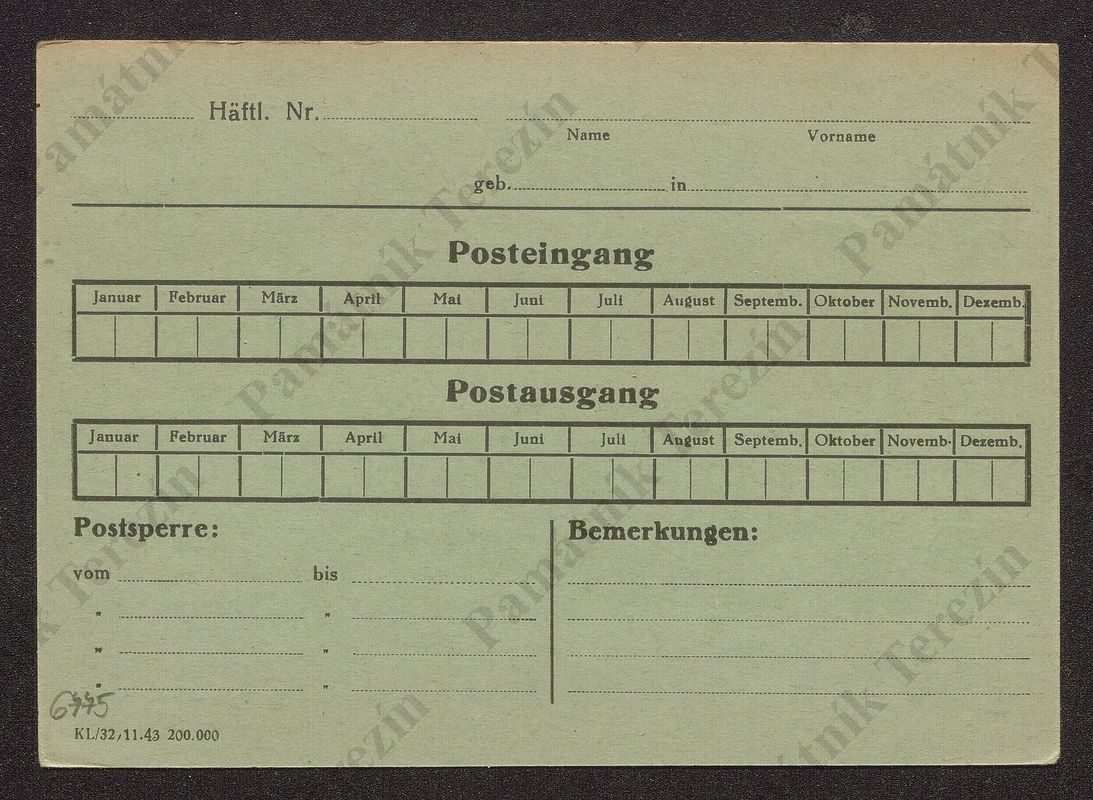 Häftl. Nr.
Name Vorname
geb. in
Posteingang
Januar Februar März April Mai Juni Juli August Septemb. Oktober Novemb. Dezemb.
Postausgang
Januar Februar März April Mai Juni Juli August Septemb. Oktober Novemb. Dezemb.
Postsperre: Bemerkungen:
vom bis
" "
" "
" "
6775
KL/32/11.43 200.000
Památník Terezín